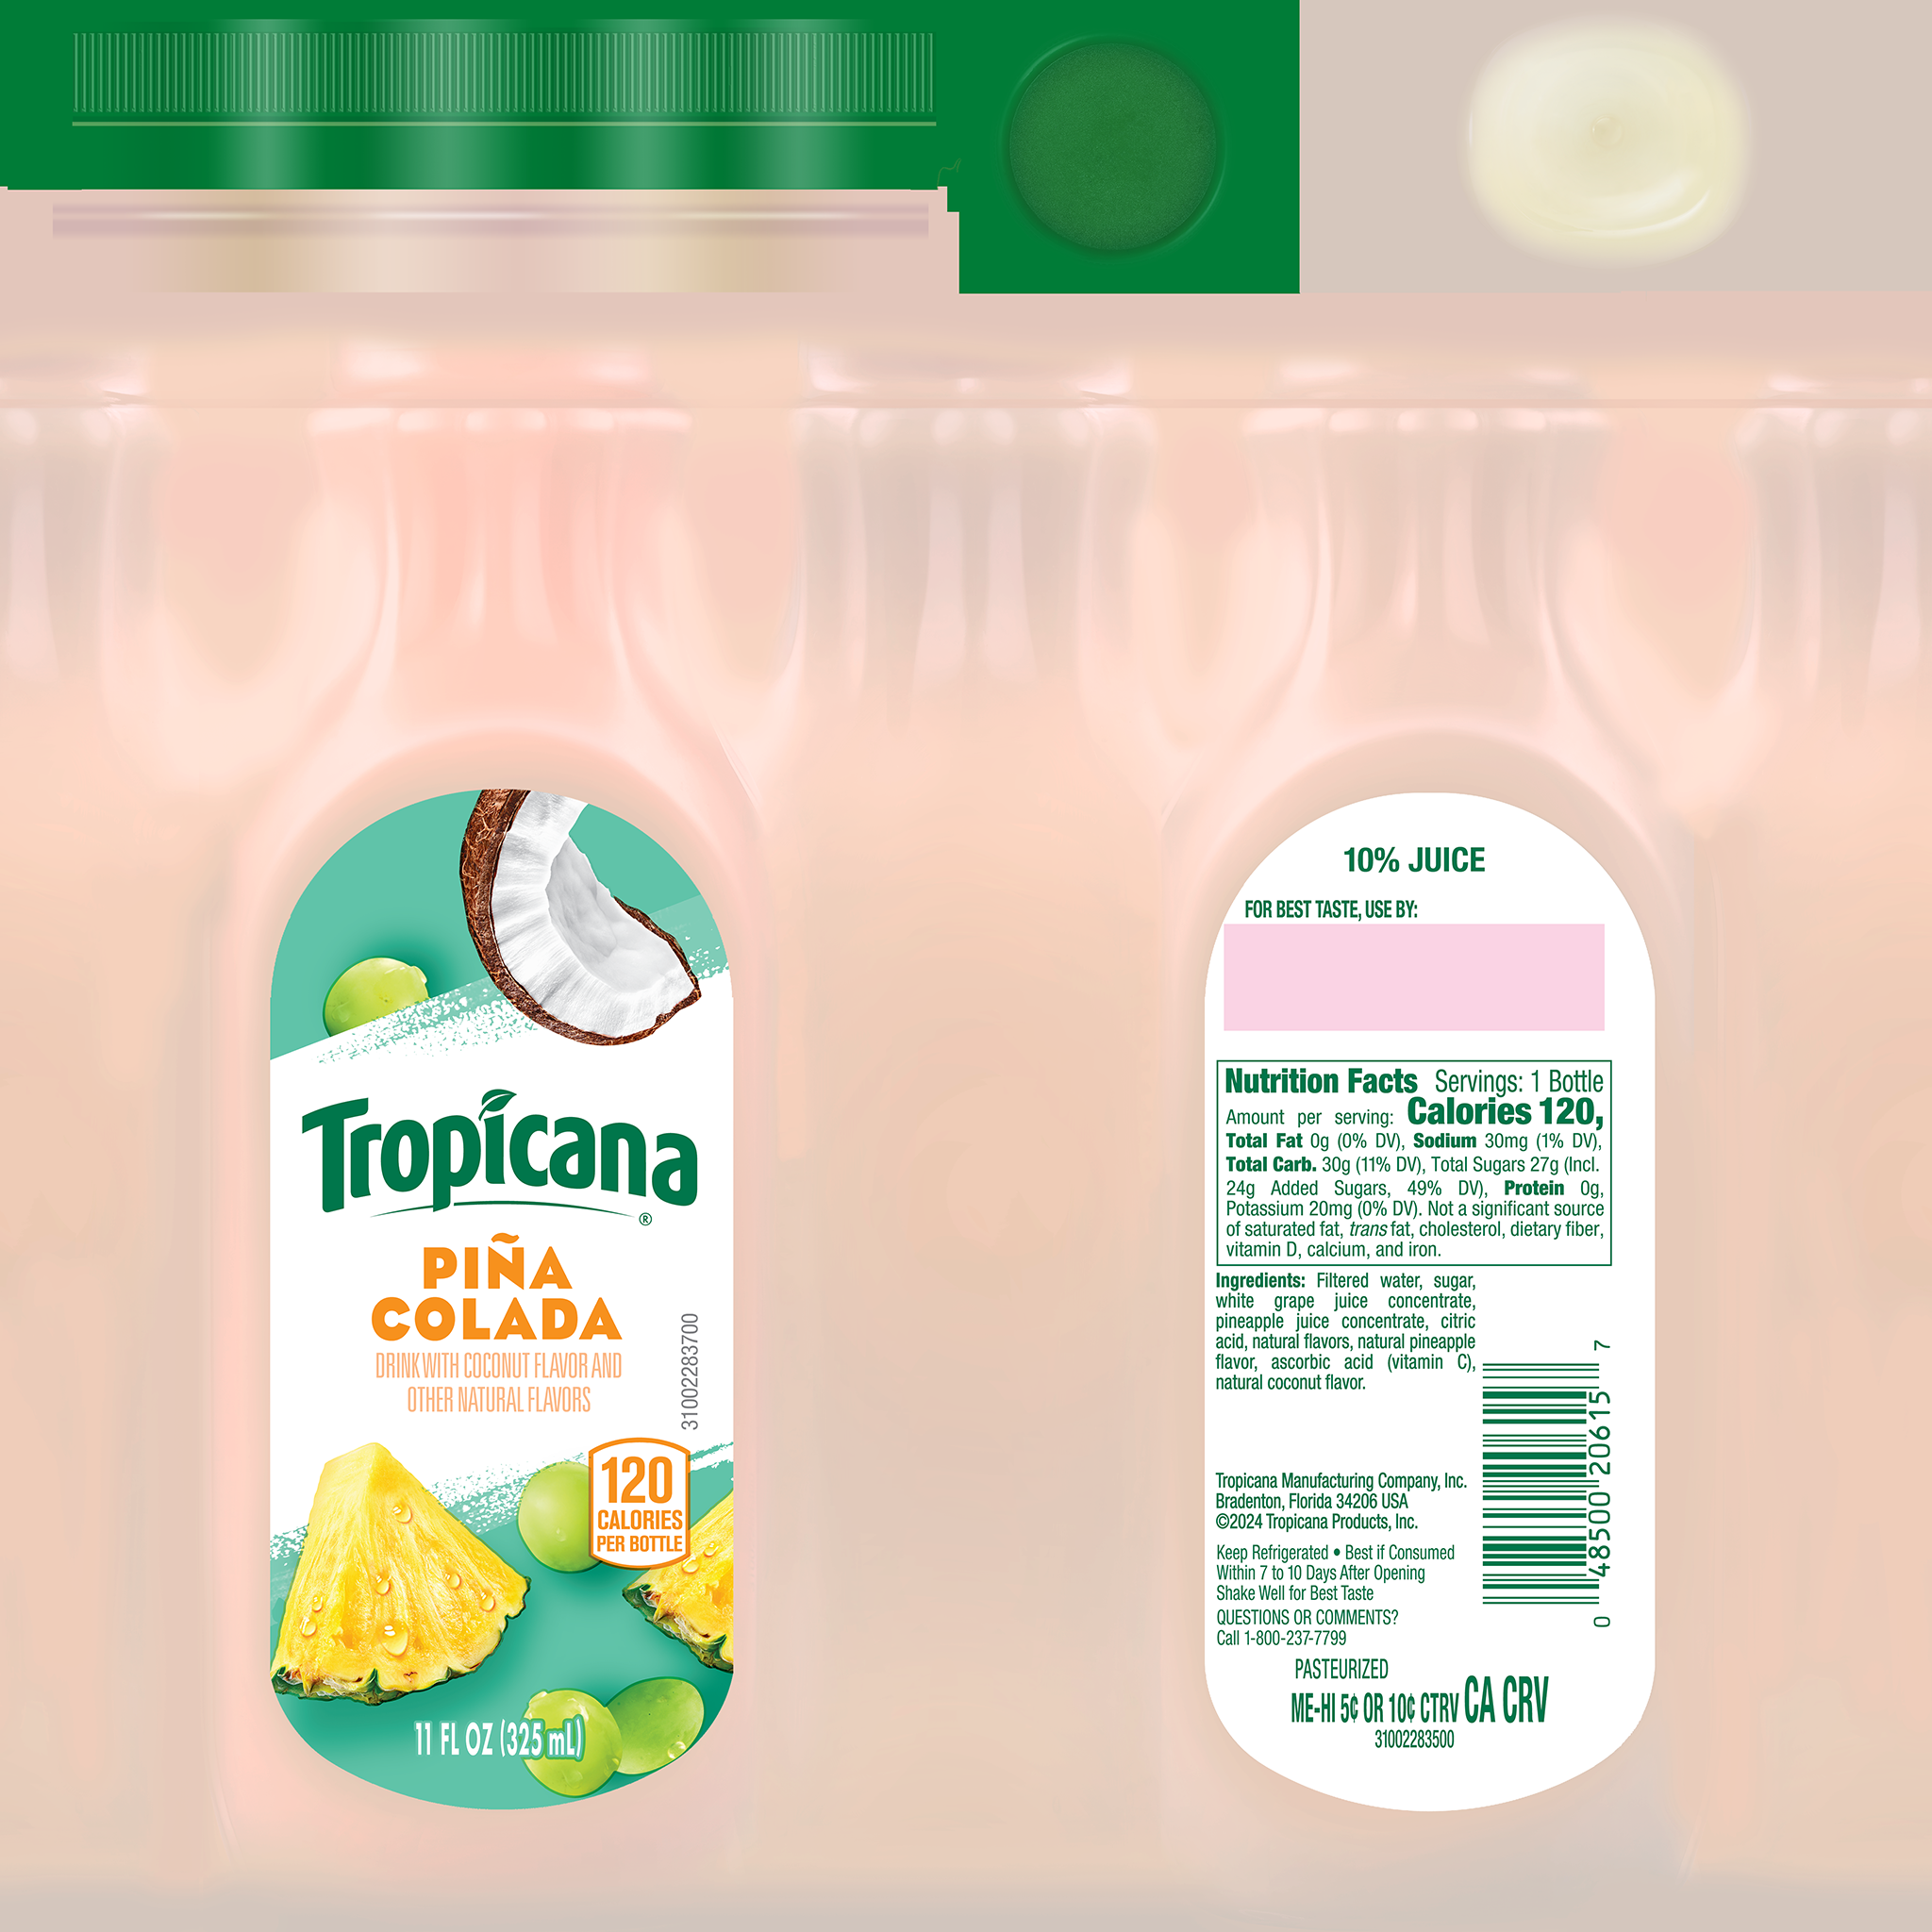 Tropicana
®
PIÑA
COLADA
DRINK WITH COCONUT FLAVOR AND
OTHER NATURAL FLAVORS
31002283700
120
CALORIES
PER BOTTLE
11 FL OZ (325 mL)
10% JUICE
FOR BEST TASTE, USE BY:
Nutrition Facts Servings: 1 Bottle
Amount per serving: Calories 120,
Total Fat 0g (0% DV), Sodium 30mg (1% DV),
Total Carb. 30g (11% DV), Total Sugars 27g (Incl.
24g Added Sugars, 49% DV), Protein 0g,
Potassium 20mg (0% DV). Not a significant source
of saturated fat, trans fat, cholesterol, dietary fiber,
vitamin D, calcium, and iron.
Ingredients: Filtered water, sugar,
white grape juice concentrate,
pineapple juice concentrate, citric
acid, natural flavors, natural pineapple
flavor, ascorbic acid (vitamin C),
natural coconut flavor.
0 48500 20615 7
Tropicana Manufacturing Company, Inc.
Bradenton, Florida 34206 USA
©2024 Tropicana Products, Inc.
Keep Refrigerated • Best if Consumed
Within 7 to 10 Days After Opening
Shake Well for Best Taste
QUESTIONS OR COMMENTS?
Call 1-800-237-7799
PASTEURIZED
ME-HI 5¢ OR 10¢ CTRV CA CRV
31002283500